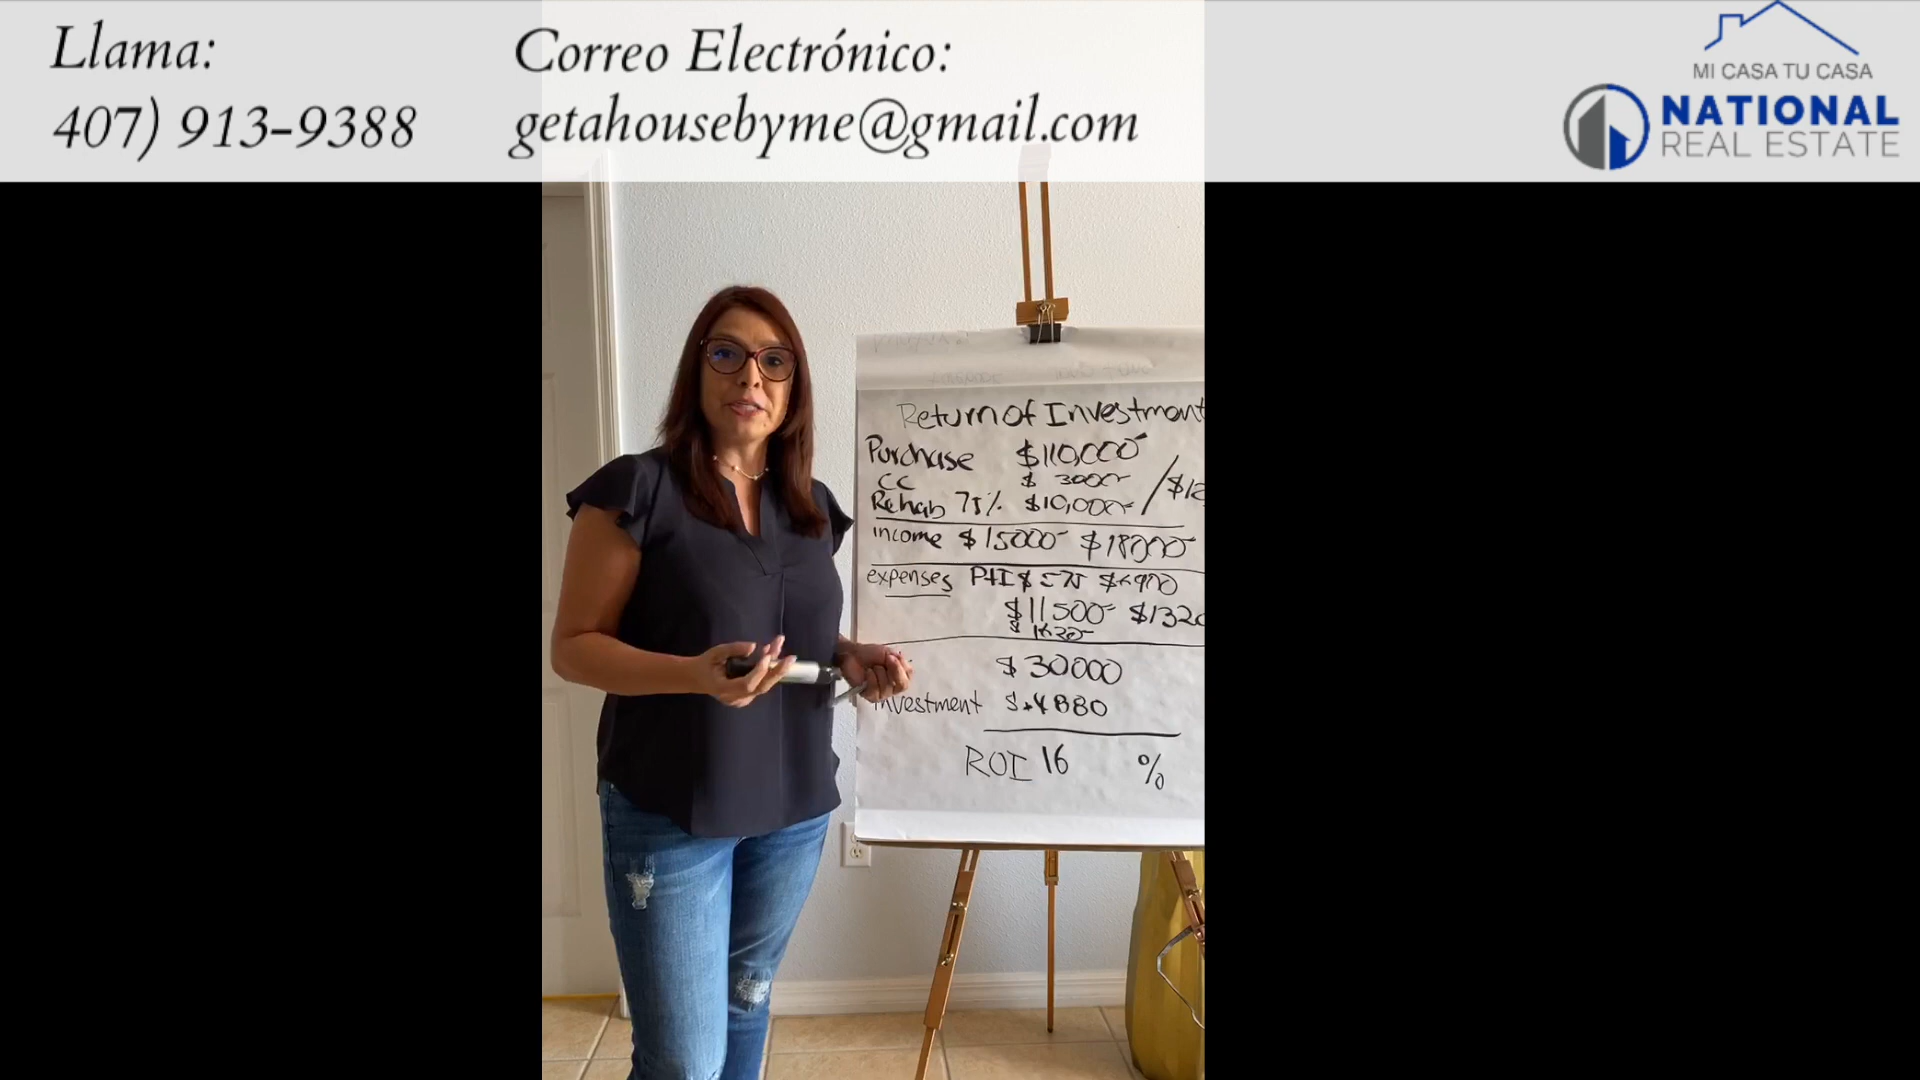 Llama:
407) 913-9388
Correo Electrónico:
getahousebyme@gmail.com
MI CASA TU CASA
NATIONAL
REAL ESTATE
Return of Investment
Purchase $110,000
CC $ 3000
Rehab 75% $10,000 / $12
income $15000 $18000
expenses PTI $575 $6900
$11500 $1320
$30000
investment $ 4880
ROI 16 %